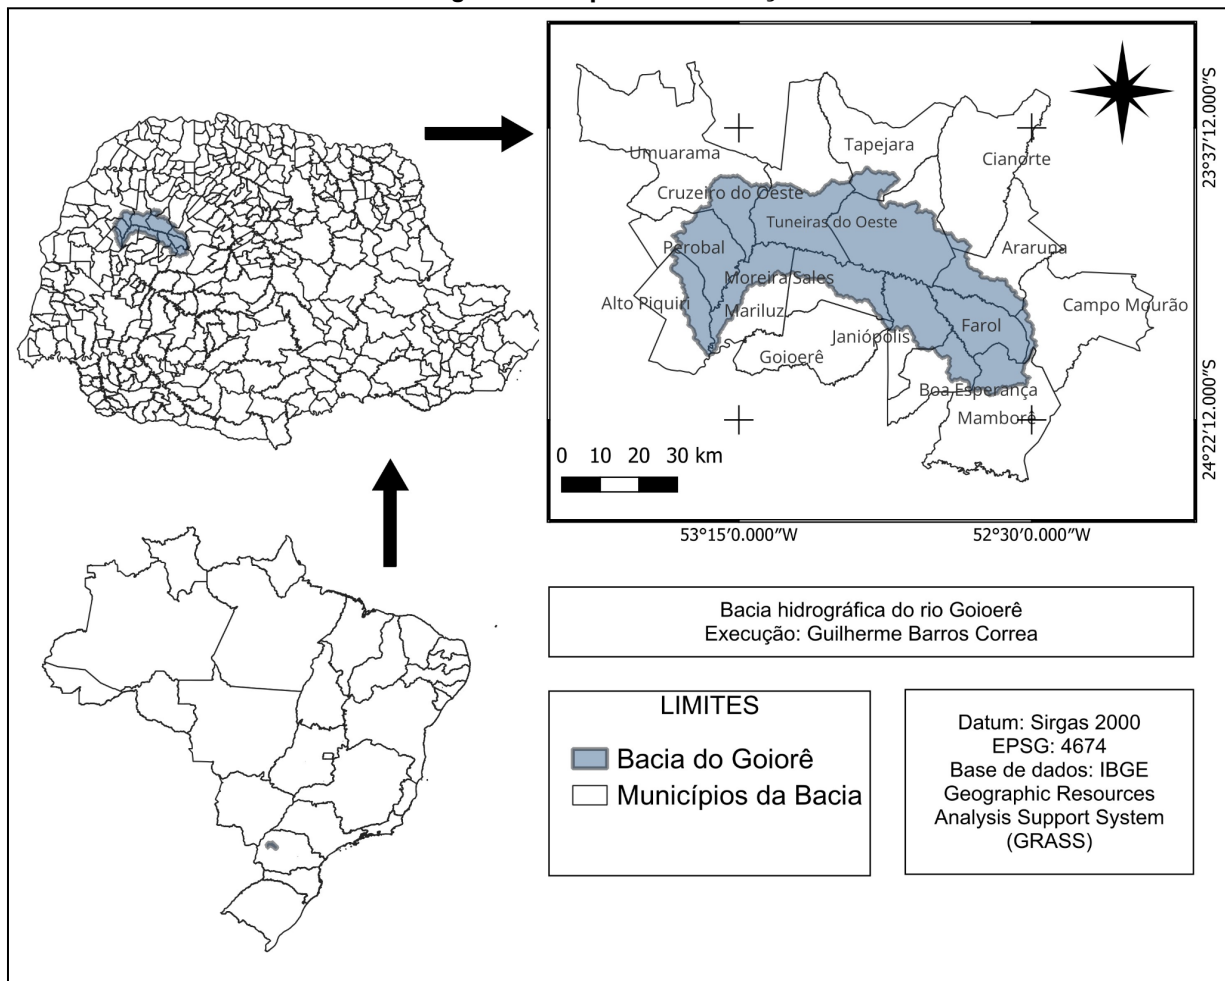 23°37'12.000"S
Umuarama
Tapejara
Cianorte
Cruzeiro do Oeste
Tuneiras do Oeste
Perobal
Araruna
Moreira Sales
Alto Piquiri
Mariluz
Campo Mourão
Farol
Janiópolis
Goioerê
Boa Esperança
Mamborê
24°22'12.000"S
0 10 20 30 km
53°15'0.000"W
52°30'0.000"W
Bacia hidrográfica do rio Goioerê
Execução: Guilherme Barros Correa
LIMITES
Bacia do Goiorê
Municípios da Bacia
Datum: Sirgas 2000
EPSG: 4674
Base de dados: IBGE
Geographic Resources
Analysis Support System
(GRASS)